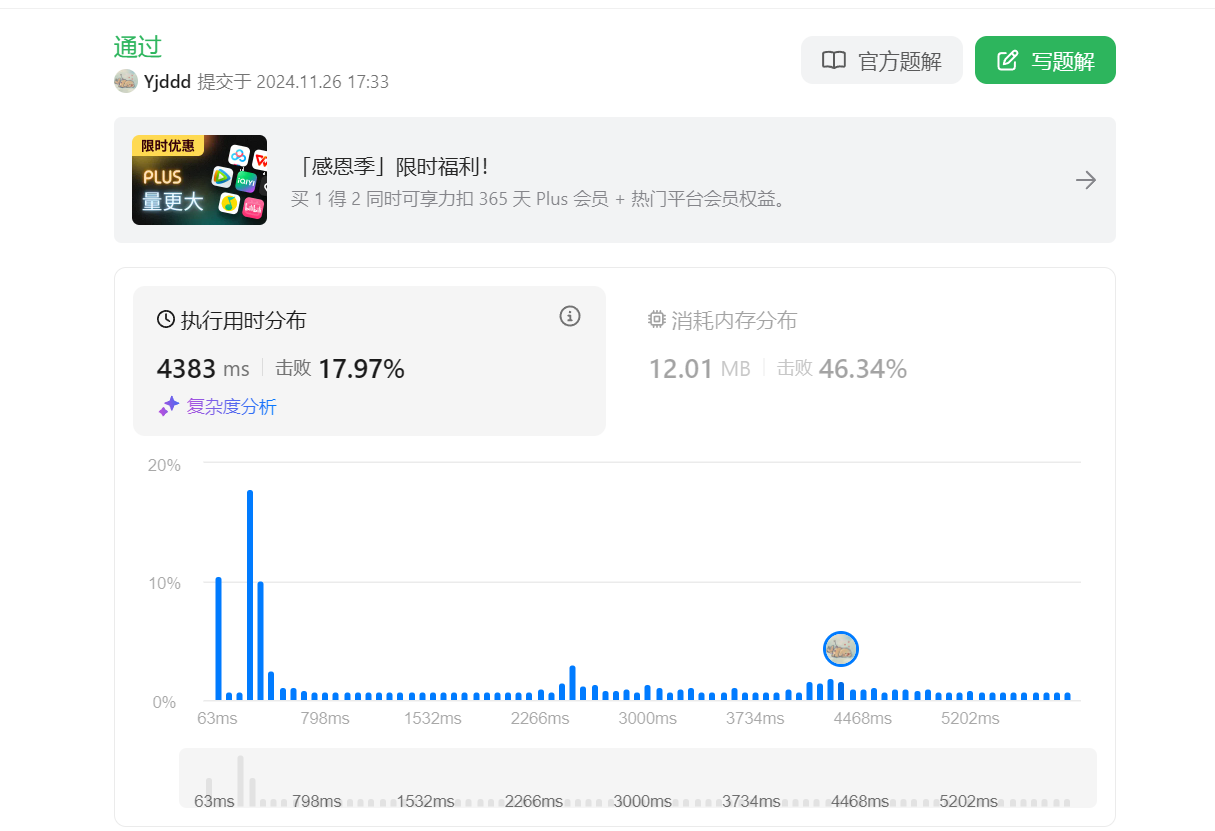 通过
Yjddd 提交于 2024.11.26 17:33
官方题解
写题解
限时优惠
PLUS
量更大
「感恩季」限时福利!
买 1 得 2 同时可享力扣 365 天 Plus 会员 + 热门平台会员权益。
执行用时分布
4383 ms 击败 17.97%
复杂度分析
消耗内存分布
12.01 MB 击败 46.34%
20%
10%
0%
63ms 798ms 1532ms 2266ms 3000ms 3734ms 4468ms 5202ms
63ms 798ms 1532ms 2266ms 3000ms 3734ms 4468ms 5202ms